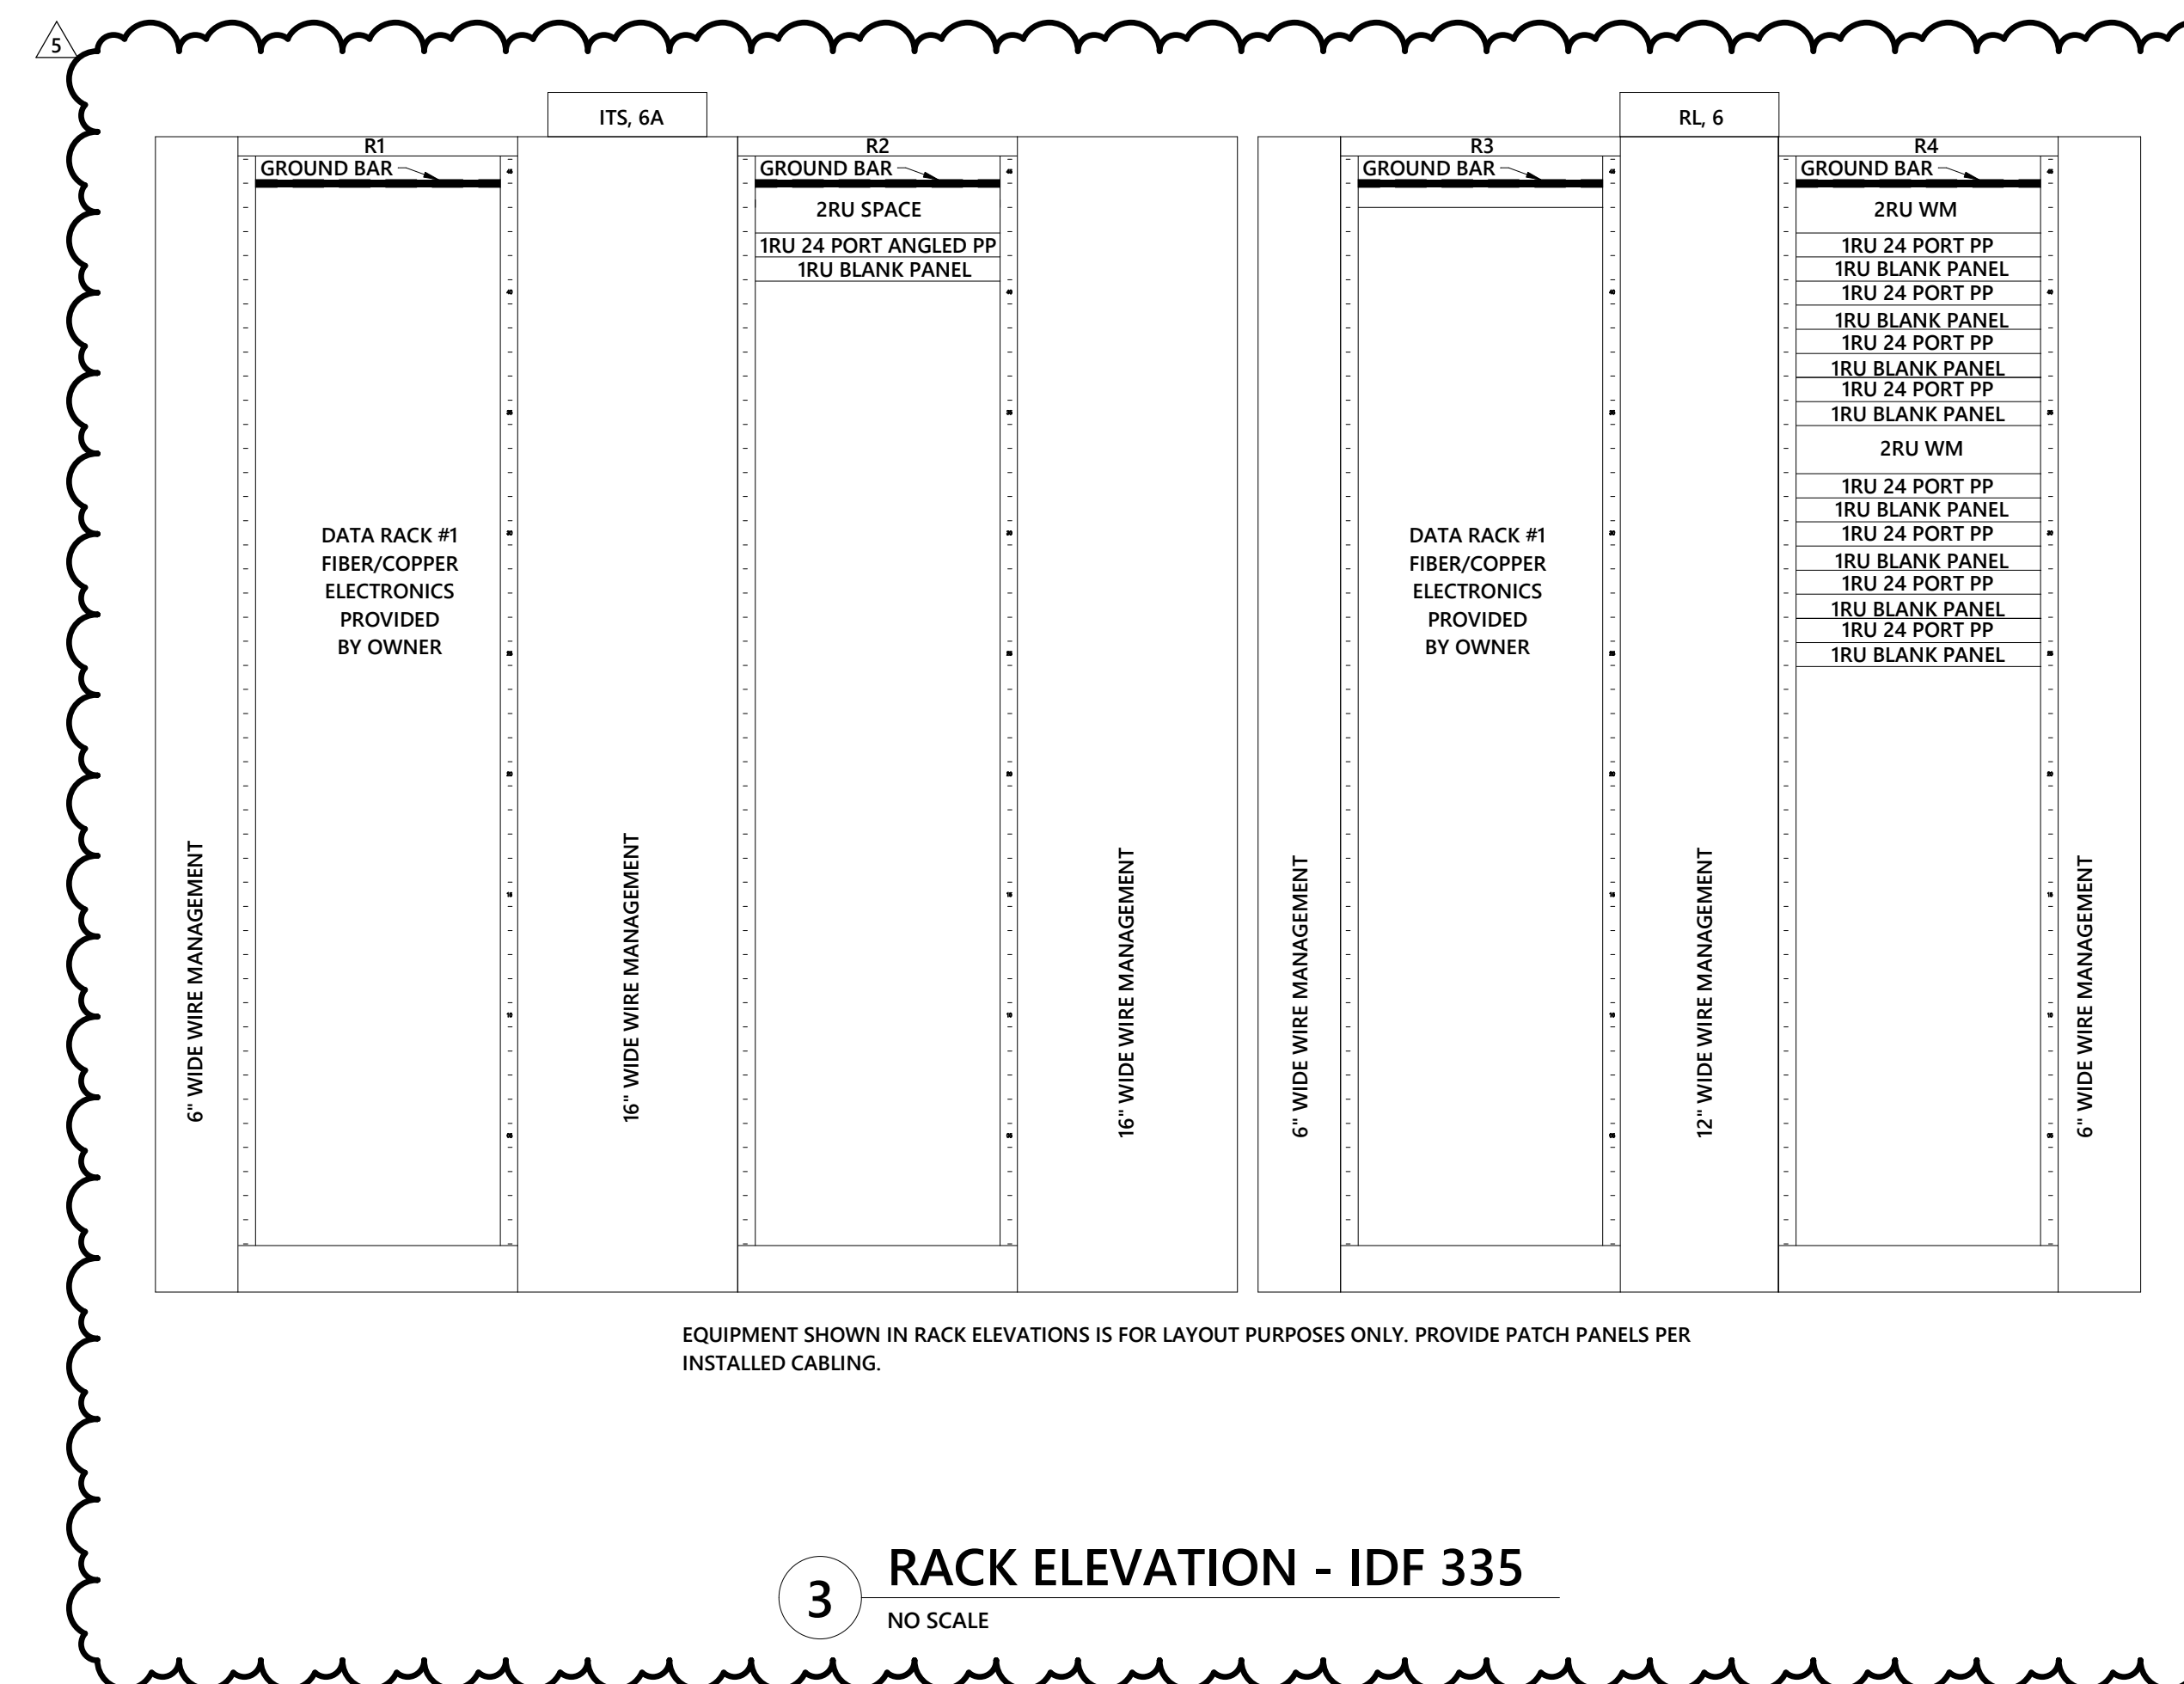 5
ITS, 6A
RL, 6
R1
R2
R3
R4
GROUND BAR
GROUND BAR
GROUND BAR
GROUND BAR
2RU SPACE
1RU 24 PORT ANGLED PP
1RU BLANK PANEL
2RU WM
1RU 24 PORT PP
1RU BLANK PANEL
1RU 24 PORT PP
1RU BLANK PANEL
1RU 24 PORT PP
1RU BLANK PANEL
1RU 24 PORT PP
1RU BLANK PANEL
2RU WM
1RU 24 PORT PP
1RU BLANK PANEL
1RU 24 PORT PP
1RU BLANK PANEL
1RU 24 PORT PP
1RU BLANK PANEL
1RU 24 PORT PP
1RU BLANK PANEL
DATA RACK #1
FIBER/COPPER
ELECTRONICS
PROVIDED
BY OWNER
DATA RACK #1
FIBER/COPPER
ELECTRONICS
PROVIDED
BY OWNER
6" WIDE WIRE MANAGEMENT
16" WIDE WIRE MANAGEMENT
16" WIDE WIRE MANAGEMENT
6" WIDE WIRE MANAGEMENT
12" WIDE WIRE MANAGEMENT
6" WIDE WIRE MANAGEMENT
EQUIPMENT SHOWN IN RACK ELEVATIONS IS FOR LAYOUT PURPOSES ONLY. PROVIDE PATCH PANELS PER
INSTALLED CABLING.
3
RACK ELEVATION - IDF 335
NO SCALE